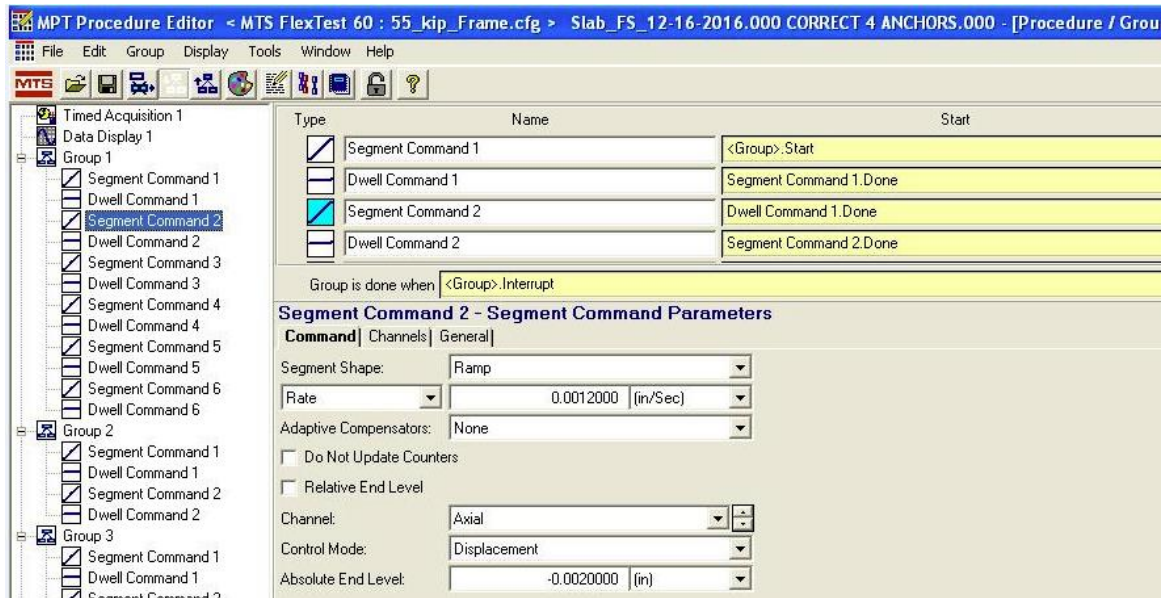 MPT Procedure Editor < MTS FlexTest 60 : 55_kip_Frame.cfg > Slab_FS_12-16-2016.000 CORRECT 4 ANCHORS.000 - [Procedure / Grou
File Edit Group Display Tools Window Help
MTS
Timed Acquisition 1
Data Display 1
Group 1
Segment Command 1
Dwell Command 1
Segment Command 2
Dwell Command 2
Segment Command 3
Dwell Command 3
Segment Command 4
Dwell Command 4
Segment Command 5
Dwell Command 5
Segment Command 6
Dwell Command 6
Group 2
Segment Command 1
Dwell Command 1
Segment Command 2
Dwell Command 2
Group 3
Segment Command 1
Dwell Command 1
Segment Command 2
Type Name Start
Segment Command 1 <Group>.Start
Dwell Command 1 Segment Command 1.Done
Segment Command 2 Dwell Command 1.Done
Dwell Command 2 Segment Command 2.Done
Group is done when <Group>.Interrupt
Segment Command 2 - Segment Command Parameters
Command Channels General
Segment Shape: Ramp
Rate 0.0012000 (in/Sec)
Adaptive Compensators: None
Do Not Update Counters
Relative End Level
Channel: Axial
Control Mode: Displacement
Absolute End Level: -0.0020000 (in)